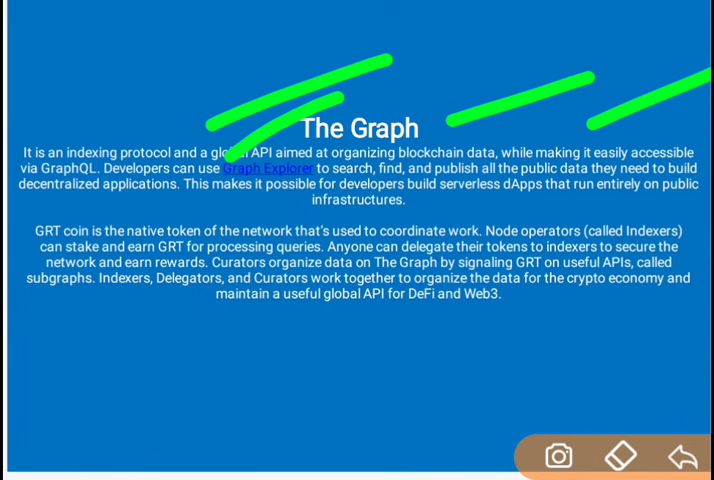 The Graph
It is an indexing protocol and a API aimed at organizing blockchain data, while making it easily accessible
via GraphQL. Developers can use Graph Explorer to search, find, and publish all the public data they need to build
decentralized applications. This makes it possible for developers build serverless dApps that run entirely on public
infrastructures.
GRT coin is the native token of the network that's used to coordinate work. Node operators (called Indexers)
can stake and earn GRT for processing queries. Anyone can delegate their tokens to indexers to secure the
network and earn rewards. Curators organize data on The Graph by signaling GRT on useful APIs, called
subgraphs. Indexers, Delegators, and Curators work together to organize the data for the crypto economy and
maintain a useful global API for DeFi and Web3.